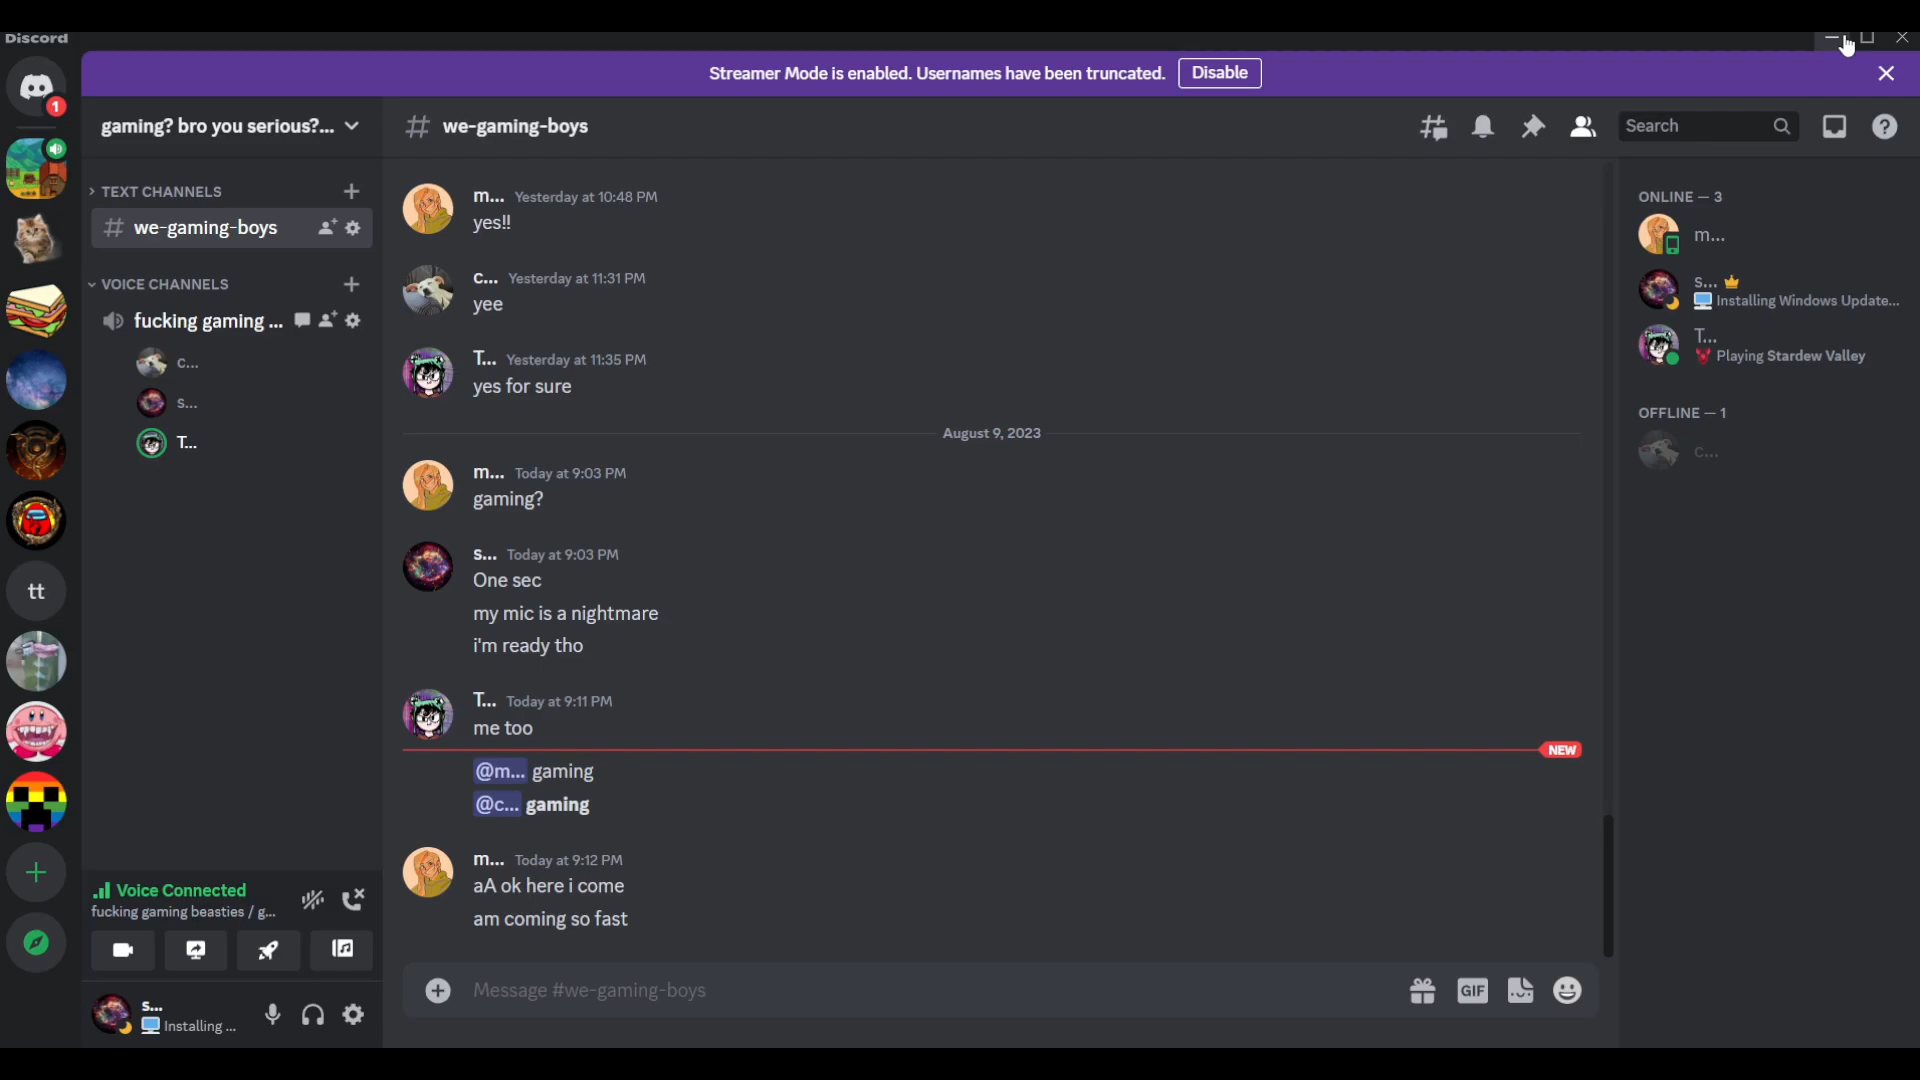 Discord
Streamer Mode is enabled. Usernames have been truncated. Disable
1
gaming? bro you serious?...
TEXT CHANNELS
we-gaming-boys
VOICE CHANNELS
fucking gaming ...
c...
s...
T...
tt
Voice Connected
fucking gaming beasties / g...
s...
Installing ...
# we-gaming-boys
Search
m... Yesterday at 10:48 PM
yes!!
c... Yesterday at 11:31 PM
yee
T... Yesterday at 11:35 PM
yes for sure
August 9, 2023
m... Today at 9:03 PM
gaming?
s... Today at 9:03 PM
One sec
my mic is a nightmare
i'm ready tho
T... Today at 9:11 PM
me too
NEW
@m... gaming
@c... gaming
m... Today at 9:12 PM
aA ok here i come
am coming so fast
Message #we-gaming-boys
GIF
ONLINE — 3
m...
s...
Installing Windows Update...
T...
Playing Stardew Valley
OFFLINE — 1
c...